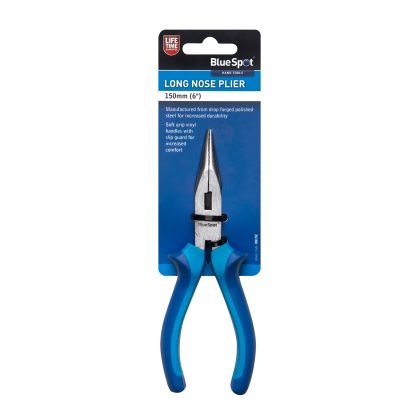 LIFE
TIME
BlueSpot
HAND TOOLS
LONG NOSE PLIER
150mm (6")
Manufactured from drop forged polished
steel for increased durability
Soft grip vinyl
handles with
slip guard for
increased
comfort
BlueSpot